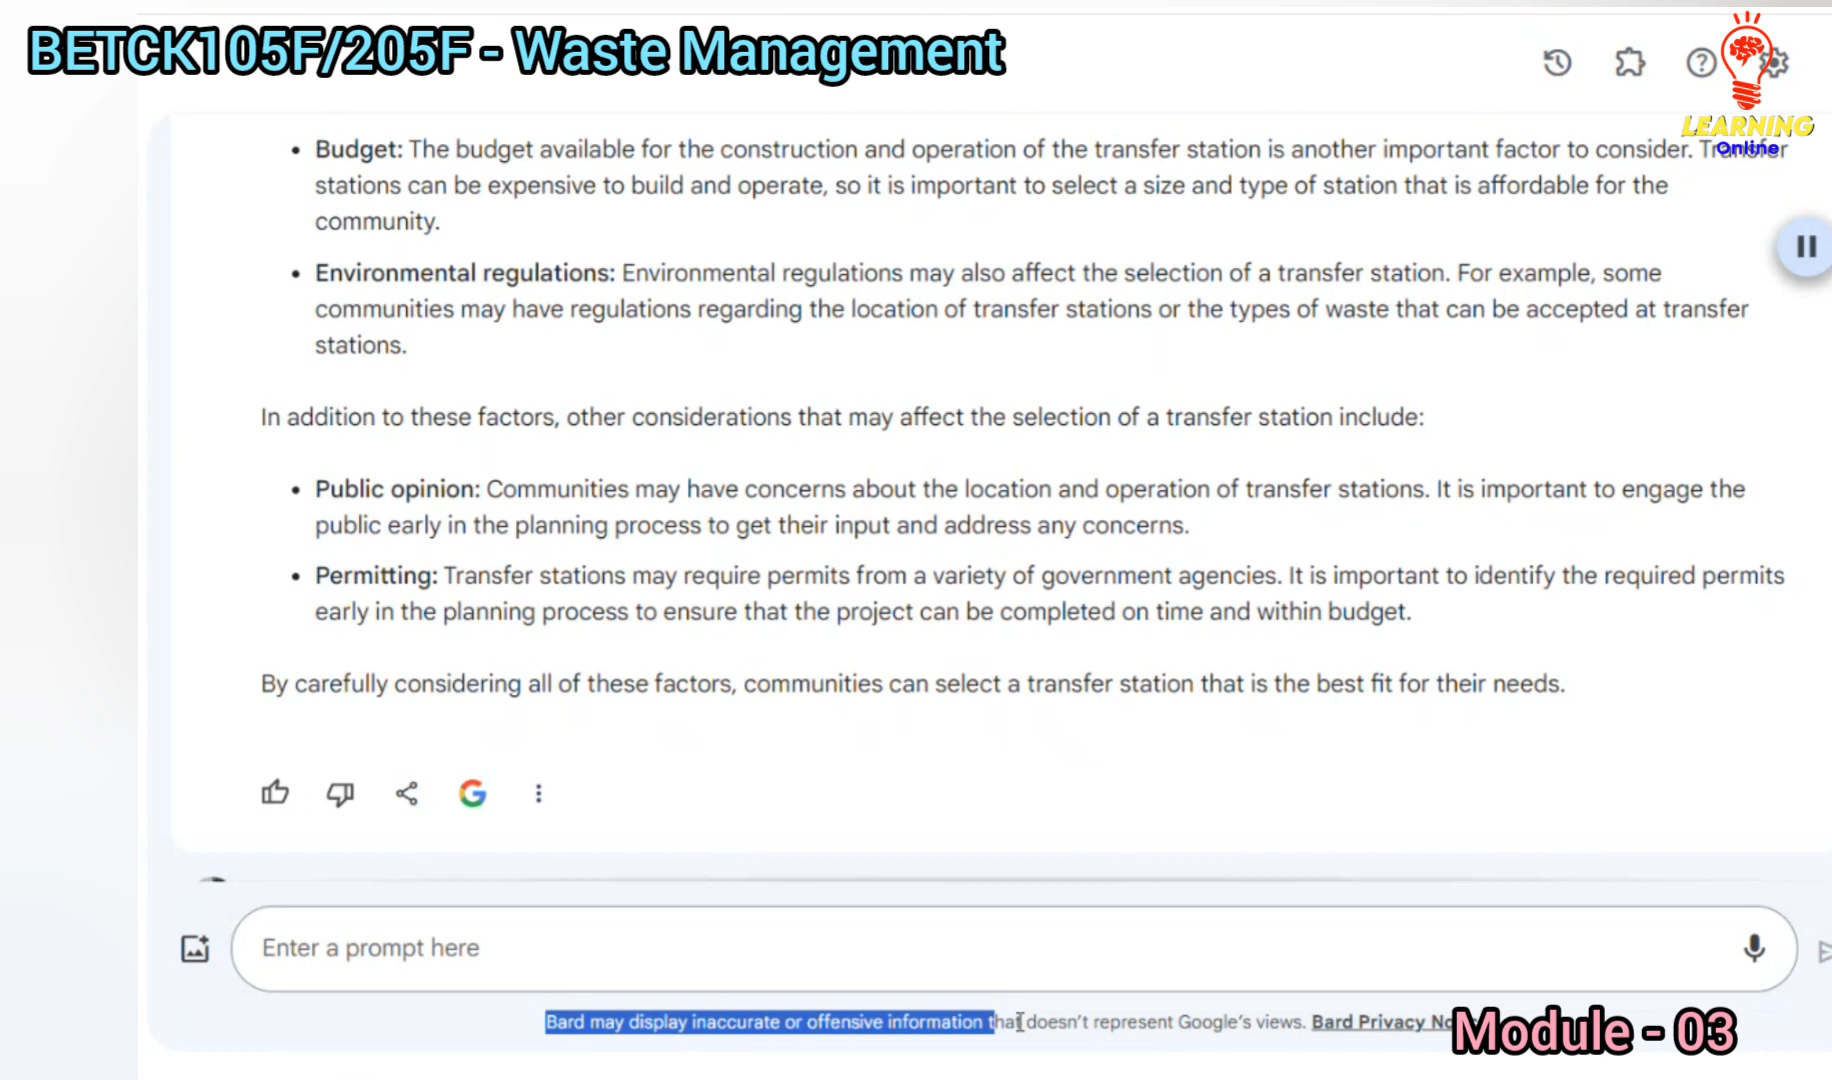 BETCK105F/205F - Waste Management
LEARNING
Online
• Budget: The budget available for the construction and operation of the transfer station is another important factor to consider. Transfer
stations can be expensive to build and operate, so it is important to select a size and type of station that is affordable for the
community.
• Environmental regulations: Environmental regulations may also affect the selection of a transfer station. For example, some
communities may have regulations regarding the location of transfer stations or the types of waste that can be accepted at transfer
stations.
In addition to these factors, other considerations that may affect the selection of a transfer station include:
• Public opinion: Communities may have concerns about the location and operation of transfer stations. It is important to engage the
public early in the planning process to get their input and address any concerns.
• Permitting: Transfer stations may require permits from a variety of government agencies. It is important to identify the required permits
early in the planning process to ensure that the project can be completed on time and within budget.
By carefully considering all of these factors, communities can select a transfer station that is the best fit for their needs.
Enter a prompt here
Bard may display inaccurate or offensive information that doesn't represent Google's views. Bard Privacy
Module - 03